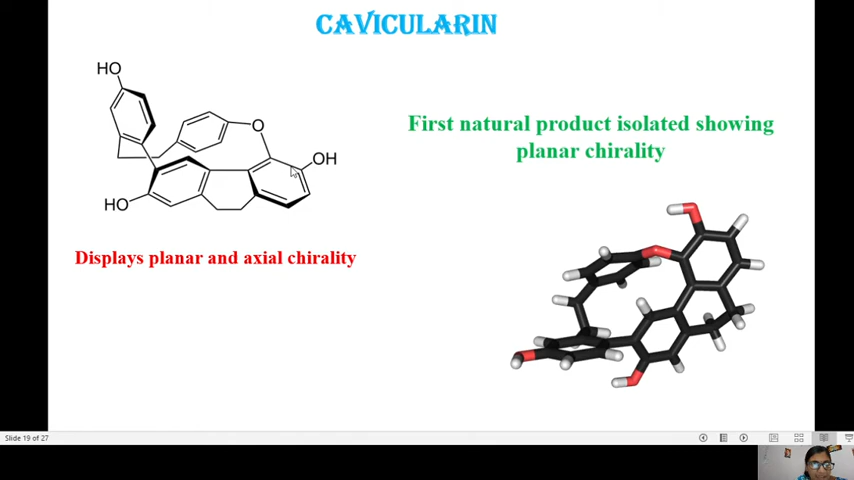 CAVICULARIN
HO
O
OH
HO
First natural product isolated showing
planar chirality
Displays planar and axial chirality
Slide 19 of 27